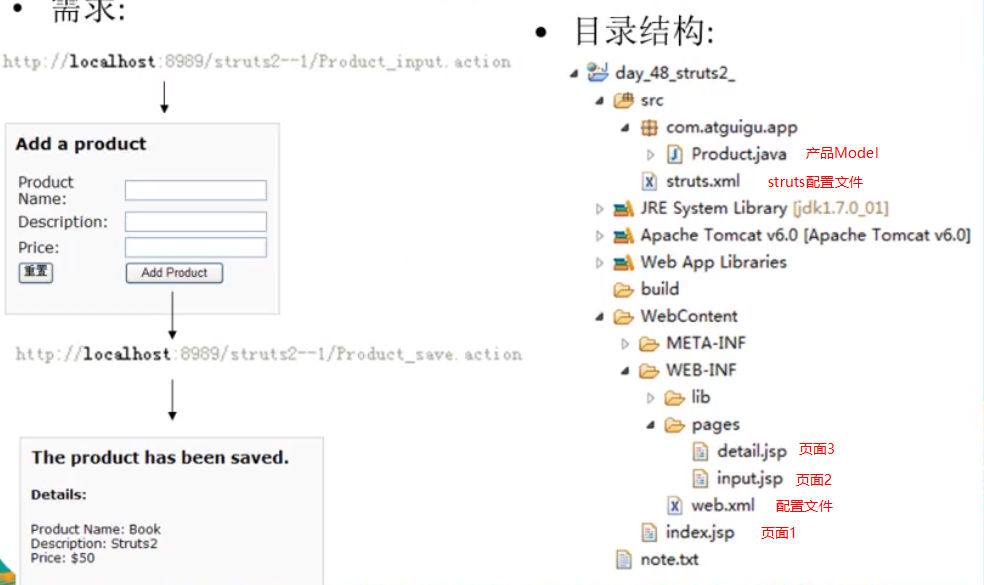 • 需求:
http://localhost:8989/struts2--1/Product_input.action
Add a product
Product Name:
Description:
Price:
重置
Add Product
http://localhost:8989/struts2--1/Product_save.action
The product has been saved.
Details:
Product Name: Book
Description: Struts2
Price: $50
• 目录结构:
day_48_struts2_
src
com.atguigu.app
Product.java 产品Model
struts.xml struts配置文件
JRE System Library [jdk1.7.0_01]
Apache Tomcat v6.0 [Apache Tomcat v6.0]
Web App Libraries
build
WebContent
META-INF
WEB-INF
lib
pages
detail.jsp 页面3
input.jsp 页面2
web.xml 配置文件
index.jsp 页面1
note.txt